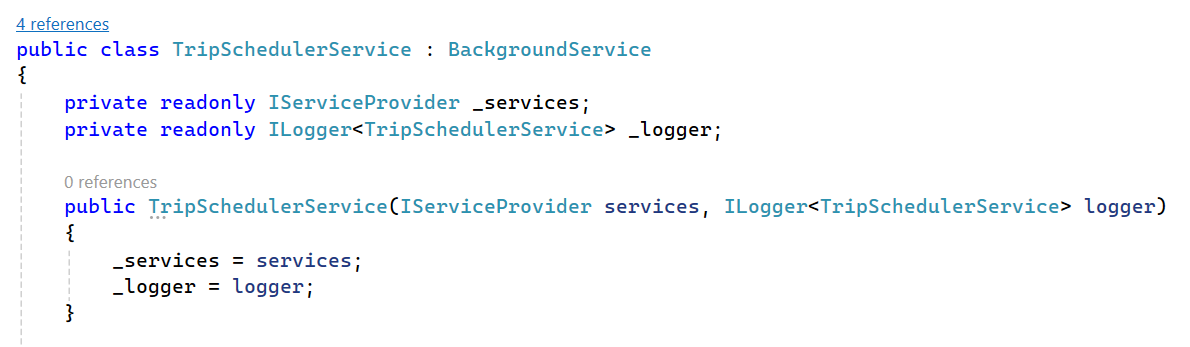 4 references
public class TripSchedulerService : BackgroundService
{
    private readonly IServiceProvider _services;
    private readonly ILogger<TripSchedulerService> _logger;

    0 references
    public TripSchedulerService(IServiceProvider services, ILogger<TripSchedulerService> logger)
    {
        _services = services;
        _logger = logger;
    }